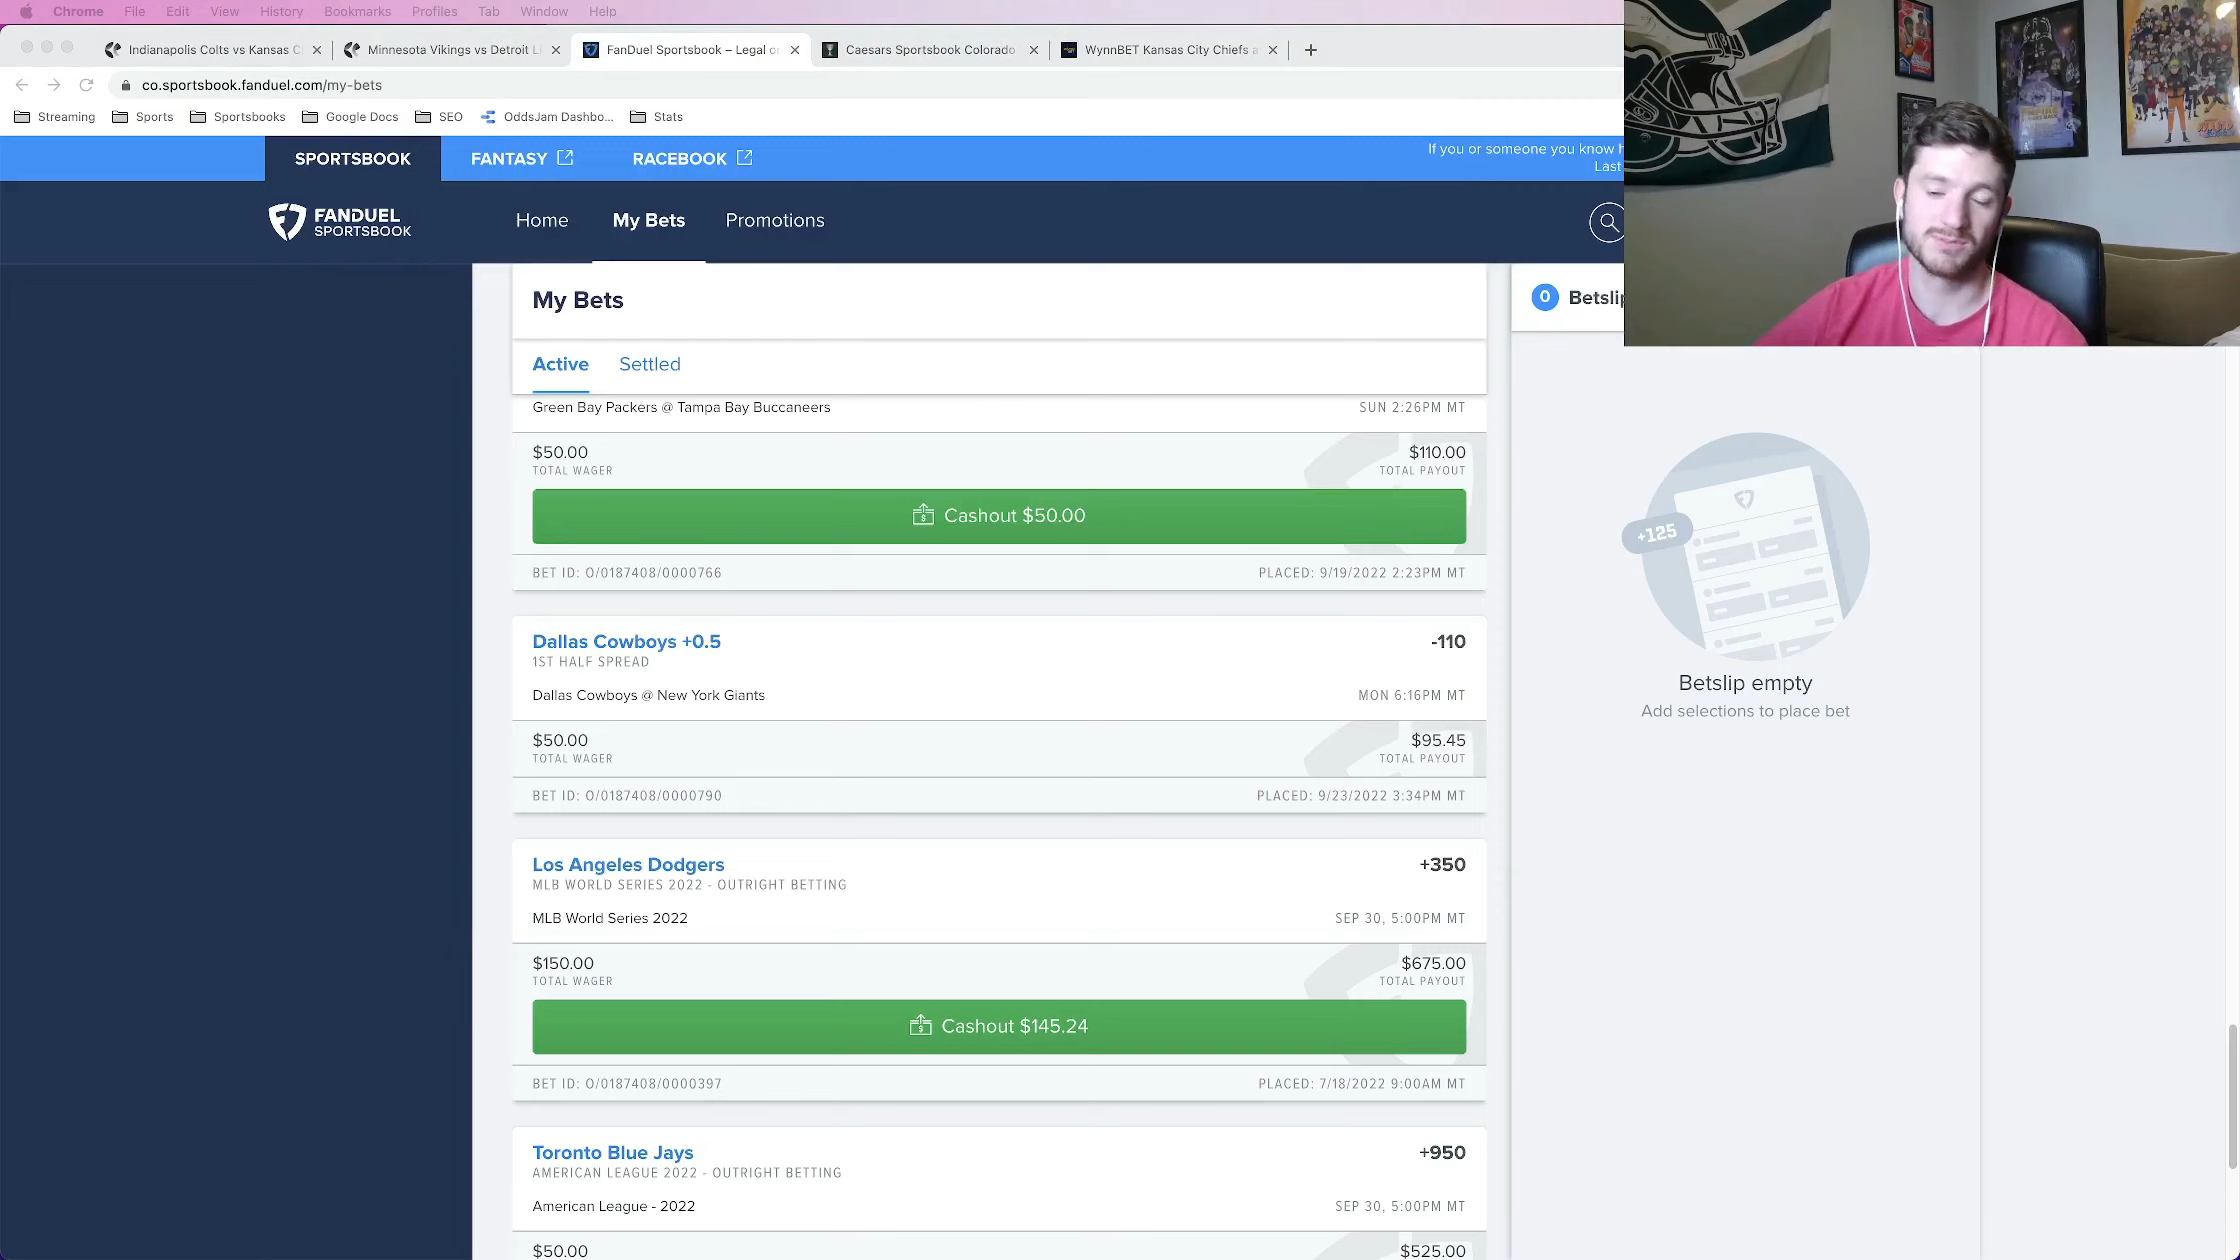 Chrome File Edit View History Bookmarks Profiles Tab Window Help
Indianapolis Colts vs Kansas C
Minnesota Vikings vs Detroit L
FanDuel Sportsbook – Legal o
Caesars Sportsbook Colorado
WynnBET Kansas City Chiefs a
co.sportsbook.fanduel.com/my-bets
Streaming Sports Sportsbooks Google Docs SEO OddsJam Dashbo... Stats
SPORTSBOOK FANTASY RACEBOOK
If you or someone you know h
Last
FANDUEL
SPORTSBOOK
Home My Bets Promotions
My Bets
0 Betslip
Active Settled
Green Bay Packers @ Tampa Bay Buccaneers SUN 2:26PM MT
$50.00 $110.00
TOTAL WAGER TOTAL PAYOUT
Cashout $50.00
BET ID: O/0187408/0000766 PLACED: 9/19/2022 2:23PM MT
+125
Dallas Cowboys +0.5 -110
1ST HALF SPREAD
Dallas Cowboys @ New York Giants MON 6:16PM MT
Betslip empty
Add selections to place bet
$50.00 $95.45
TOTAL WAGER TOTAL PAYOUT
BET ID: O/0187408/0000790 PLACED: 9/23/2022 3:34PM MT
Los Angeles Dodgers +350
MLB WORLD SERIES 2022 - OUTRIGHT BETTING
MLB World Series 2022 SEP 30, 5:00PM MT
$150.00 $675.00
TOTAL WAGER TOTAL PAYOUT
Cashout $145.24
BET ID: O/0187408/0000397 PLACED: 7/18/2022 9:00AM MT
Toronto Blue Jays +950
AMERICAN LEAGUE 2022 - OUTRIGHT BETTING
American League - 2022 SEP 30, 5:00PM MT
$50.00 $525.00